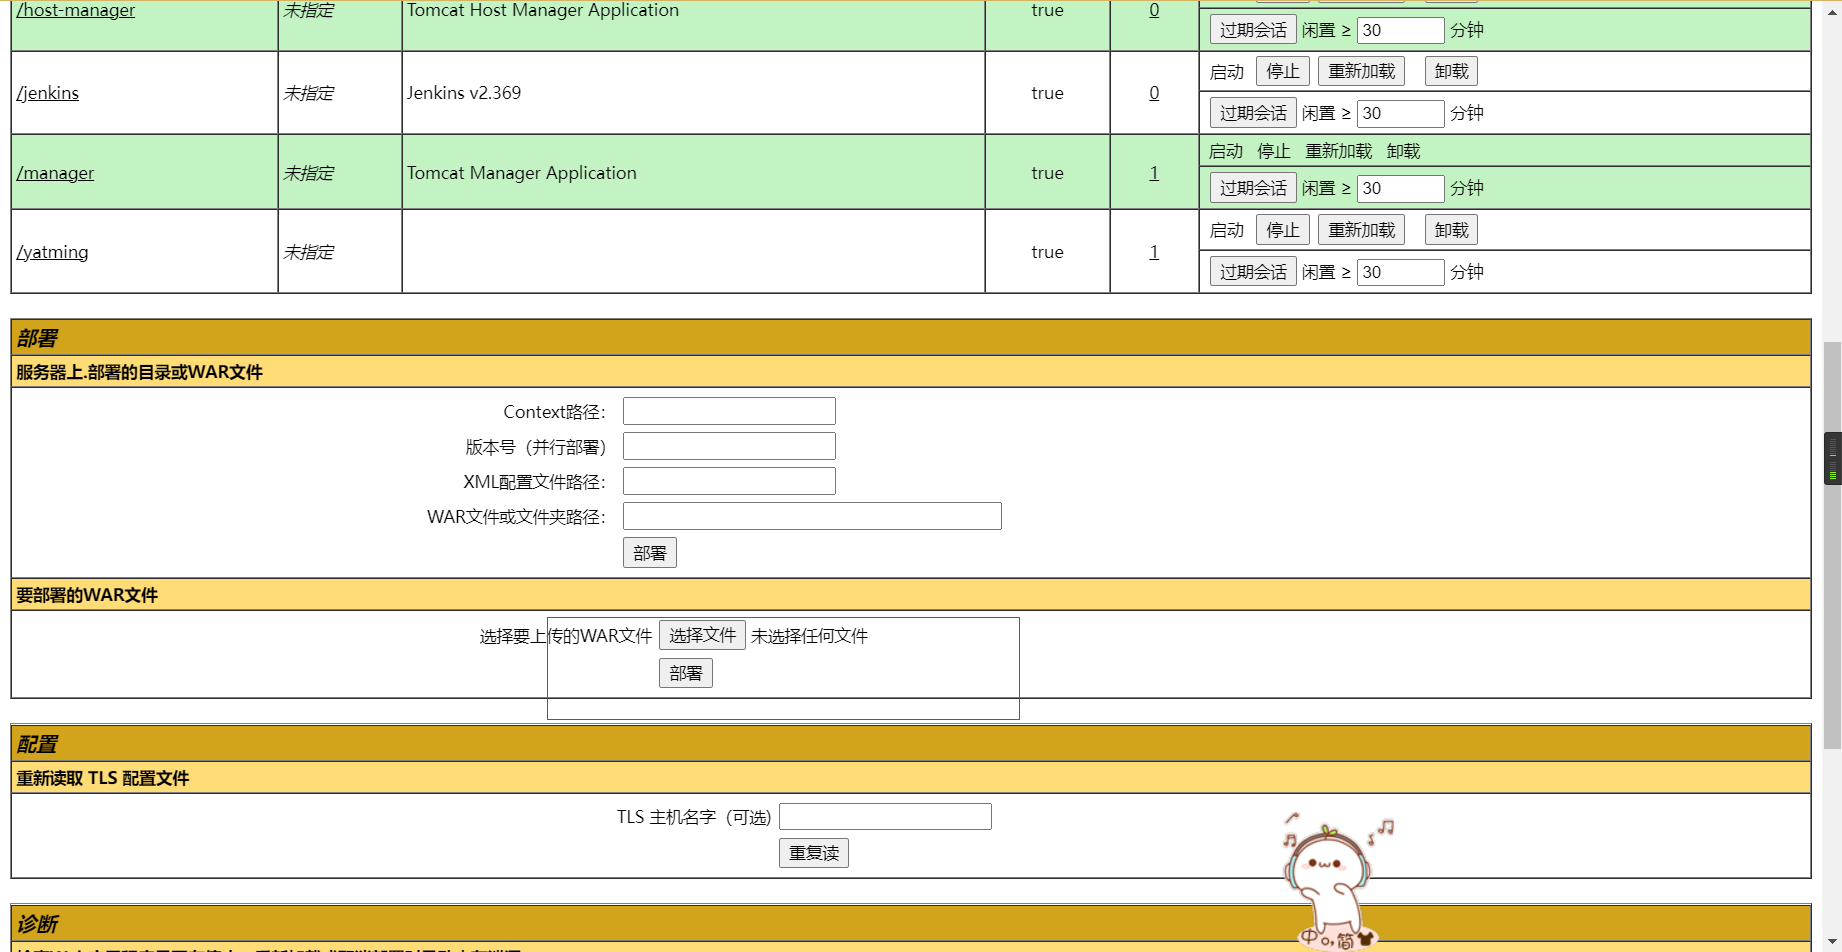 /host-manager 未指定 Tomcat Host Manager Application true 0
过期会话 闲置 ≥ 30 分钟
启动 停止 重新加载 卸载
/jenkins 未指定 Jenkins v2.369 true 0
过期会话 闲置 ≥ 30 分钟
启动 停止 重新加载 卸载
/manager 未指定 Tomcat Manager Application true 1
过期会话 闲置 ≥ 30 分钟
启动 停止 重新加载 卸载
/yatming 未指定 true 1
过期会话 闲置 ≥ 30 分钟
部署
服务器上.部署的目录或WAR文件
Context路径：
版本号（并行部署）
XML配置文件路径：
WAR文件或文件夹路径：
部署
要部署的WAR文件
选择要上传的WAR文件 选择文件 未选择任何文件
部署
配置
重新读取 TLS 配置文件
TLS 主机名字（可选)
重复读
诊断
中 简